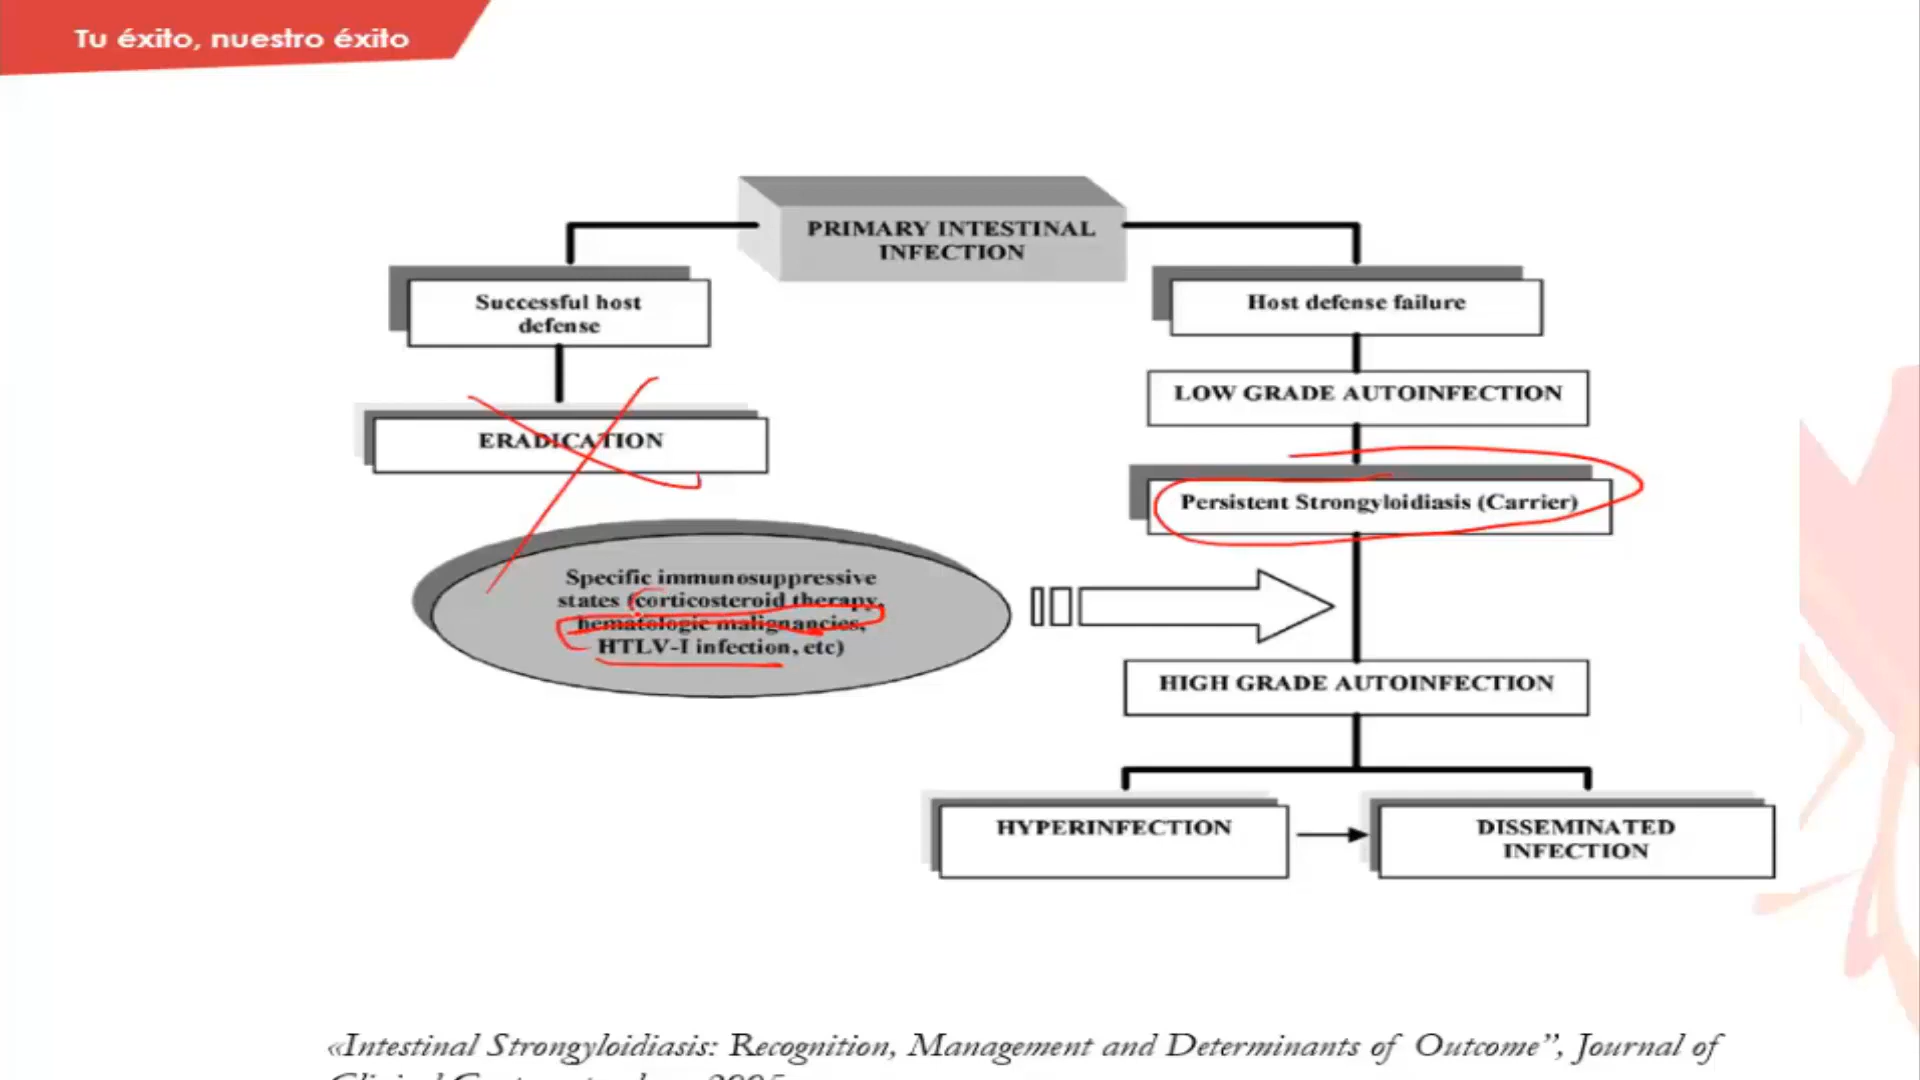 Tu éxito, nuestro éxito
PRIMARY INTESTINAL
INFECTION
Successful host
defense
Host defense failure
LOW GRADE AUTOINFECTION
ERADICATION
Persistent Strongyloidiasis (Carrier)
Specific immunosuppressive
states (corticosteroid therapy,
hematologic malignancies,
HTLV-I infection, etc)
HIGH GRADE AUTOINFECTION
HYPERINFECTION
DISSEMINATED
INFECTION
«Intestinal Strongyloidiasis: Recognition, Management and Determinants of Outcome”, Journal of